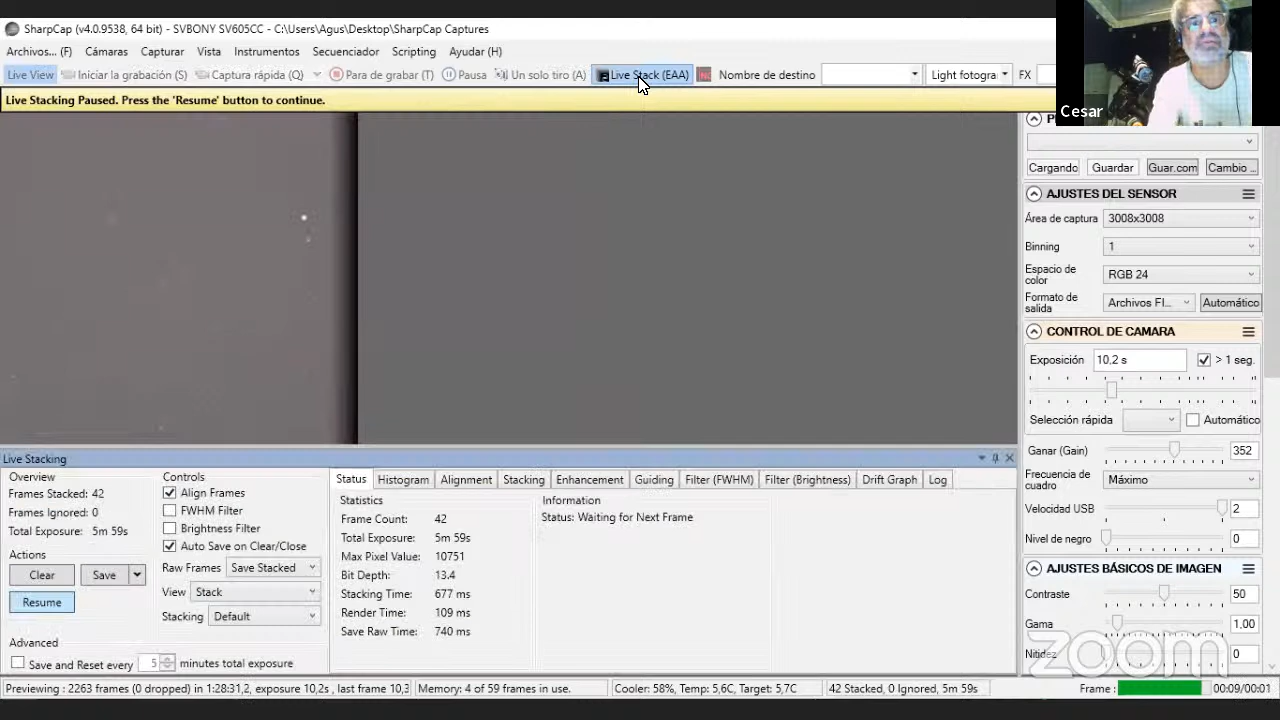 SharpCap (v4.0.9538, 64 bit) - SVBONY SV605CC - C:\Users\Agus\Desktop\SharpCap Captures
Archivos... (F) Cámaras Capturar Vista Instrumentos Secuenciador Scripting Ayudar (H)
Live View Iniciar la grabación (S) Captura rápida (Q) Para de grabar (T) Pausa Un solo tiro (A) Live Stack (EAA) Nombre de destino Light fotogra FX
Live Stacking Paused. Press the 'Resume' button to continue.
Cesar
Cargando Guardar Guar.com Cambio ...
AJUSTES DEL SENSOR
Área de captura 3008x3008
Binning 1
Espacio de color RGB 24
Formato de salida Archivos FI... Automático
CONTROL DE CAMARA
Exposición 10,2 s > 1 seg.
Selección rápida Automático
Ganar (Gain) 352
Frecuencia de cuadro Máximo
Velocidad USB 2
Nivel de negro 0
AJUSTES BÁSICOS DE IMAGEN
Contraste 50
Gama 1,00
Nitidez 0
zoom
Live Stacking
Overview
Frames Stacked: 42
Frames Ignored: 0
Total Exposure: 5m 59s
Actions
Clear Save
Resume
Advanced
Save and Reset every 5 minutes total exposure
Controls
Align Frames
FWHM Filter
Brightness Filter
Auto Save on Clear/Close
Raw Frames Save Stacked
View Stack
Stacking Default
Status Histogram Alignment Stacking Enhancement Guiding Filter (FWHM) Filter (Brightness) Drift Graph Log
Statistics
Frame Count: 42
Total Exposure: 5m 59s
Max Pixel Value: 10751
Bit Depth: 13.4
Stacking Time: 677 ms
Render Time: 109 ms
Save Raw Time: 740 ms
Information
Status: Waiting for Next Frame
Previewing : 2263 frames (0 dropped) in 1:28:31,2, exposure 10,2s , last frame 10,3 Memory: 4 of 59 frames in use. Cooler: 58%, Temp: 5,6C, Target: 5,7C 42 Stacked, 0 Ignored, 5m 59s Frame : 00:09/00:01